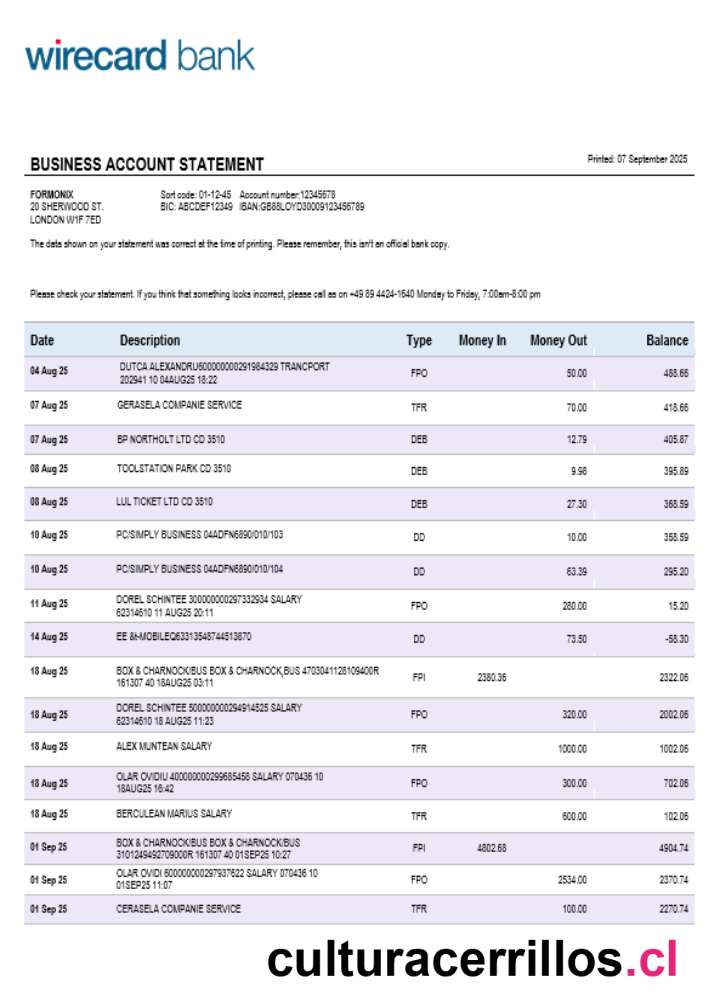 wirecard bank
BUSINESS ACCOUNT STATEMENT
Printed: 07 September 2025
FORMONIX
20 SHERWOOD ST.
LONDON W1F 7ED
Sort code: 01-12-45 Account number:12345678
BIC: ABCDEF12349 IBAN:GB88LOYD30009123456789
The data shown on your statement was correct at the time of printing. Please remember, this isn't an official bank copy.
Please check your statement. If you think that something looks incorrect, please call as on +49 89 4424-1640 Monday to Friday, 7:00am-8:00 pm
Date Description Type Money In Money Out Balance
04 Aug 25 DUTCA ALEXANDRU600000000291984329 TRANCPORT
202941 10 04AUG25 18:22 FPO 50.00 488.66
07 Aug 25 GERASELA COMPANIE SERVICE TFR 70.00 418.66
07 Aug 25 BP NORTHOLT LTD CD 3510 DEB 12.79 405.87
08 Aug 25 TOOLSTATION PARK CD 3510 DEB 9.98 395.89
08 Aug 25 LUL TICKET LTD CD 3510 DEB 27.30 368.59
10 Aug 25 PC/SIMPLY BUSINESS 04ADFN6890/010/103 DD 10.00 358.59
10 Aug 25 PC/SIMPLY BUSINESS 04ADFN6890/010/104 DD 63.39 295.20
11 Aug 25 DOREL SCHINTEE 300000000297332934 SALARY
62314610 11 AUG25 20:11 FPO 280.00 15.20
14 Aug 25 EE &t-MOBILEQ63313548744513870 DD 73.50 -58.30
18 Aug 25 BOX & CHARNOCK/BUS BOX & CHARNOCK,BUS 4703041128109400R
161307 40 18AUG25 03:11 FPI 2380.36 2322.06
18 Aug 25 DOREL SCHINTEE 500000000294914525 SALARY
62314610 18 AUG25 11:23 FPO 320.00 2002.06
18 Aug 25 ALEX MUNTEAN SALARY TFR 1000.00 1002.06
18 Aug 25 OLAR OVIDIU 400000000299685458 SALARY 070436 10
18AUG25 16:42 FPO 300.00 702.06
18 Aug 25 BERCULEAN MARIUS SALARY TFR 600.00 102.06
01 Sep 25 BOX & CHARNOCK/BUS BOX & CHARNOCK/BUS
3101249492709000R 161307 40 01SEP25 10:27 FPI 4802.68 4904.74
01 Sep 25 OLAR OVIDI 600000000297937622 SALARY 070436 10
01SEP25 11:07 FPO 2534.00 2370.74
01 Sep 25 CERASELA COMPANIE SERVICE TFR 100.00 2270.74
culturacerrillos.cl